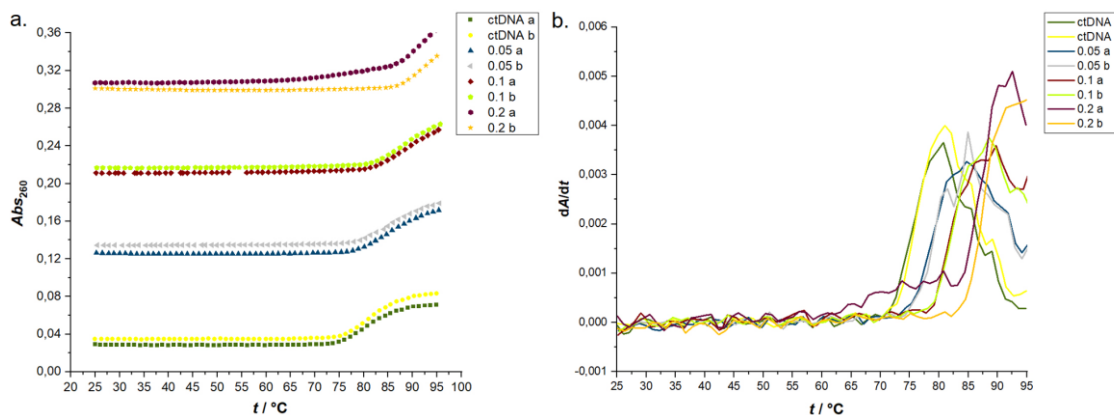 a.
ctDNA a
ctDNA b
0.05 a
0.05 b
0.1 a
0.1 b
0.2 a
0.2 b
0,36
0,32
0,28
0,24
0,20
0,16
0,12
0,08
0,04
0,00
Abs260
20 25 30 35 40 45 50 55 60 65 70 75 80 85 90 95 100
t / °C
b.
ctDNA
ctDNA
0.05 a
0.05 b
0.1 a
0.1 b
0.2 a
0.2 b
0,006
0,005
0,004
0,003
0,002
0,001
0,000
-0,001
dA/dt
25 30 35 40 45 50 55 60 65 70 75 80 85 90 95
t / °C